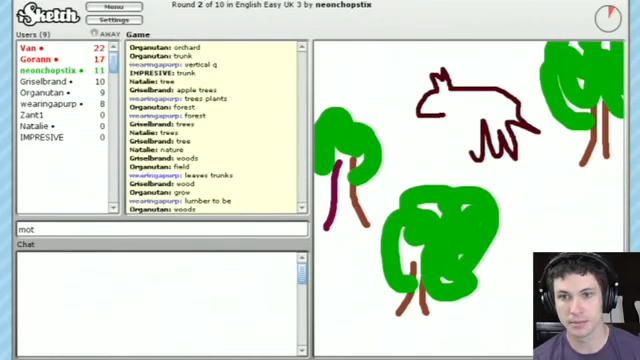 Round 2 of 10 in English Easy UK 3 by neonchopstix
iSketch
Menu
Settings
Users (9)
AWAY
Game
Van 22
Gorann 17
neonchopstix 11
Griselbrand 10
Organutan 9
wearingapurp 8
Zant1 0
Natalie 0
IMPRESIVE 0
Organutan: orchard
Organutan: trunk
wearingapurp: vertical q
IMPRESIVE: trunk
Natalie: tree
Griselbrand: apple trees
wearingapurp: trees plants
Organutan: forest
wearingapurp: forest
Griselbrand: trees
Natalie: trees
Griselbrand: tree
Natalie: nature
Griselbrand: woods
Organutan: field
wearingapurp: leaves trunks
Griselbrand: wood
Organutan: grow
wearingapurp: lumber to be
Organutan: woods
mot
Chat